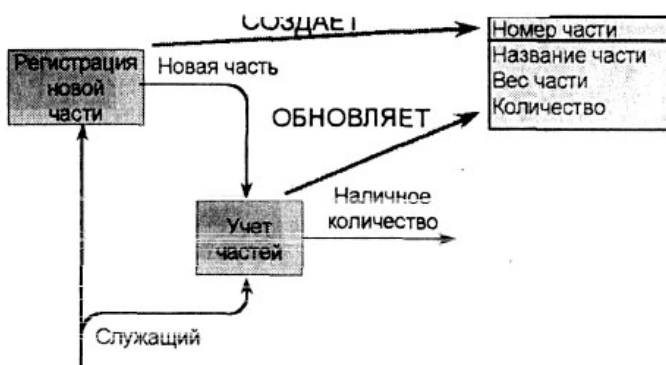 СОЗДАЕТ
Номер части
Регистрация
новой
части
Новая часть
Название части
Вес части
Количество
ОБНОВЛЯЕТ
Учет
частей
Наличное
количество
Служащий